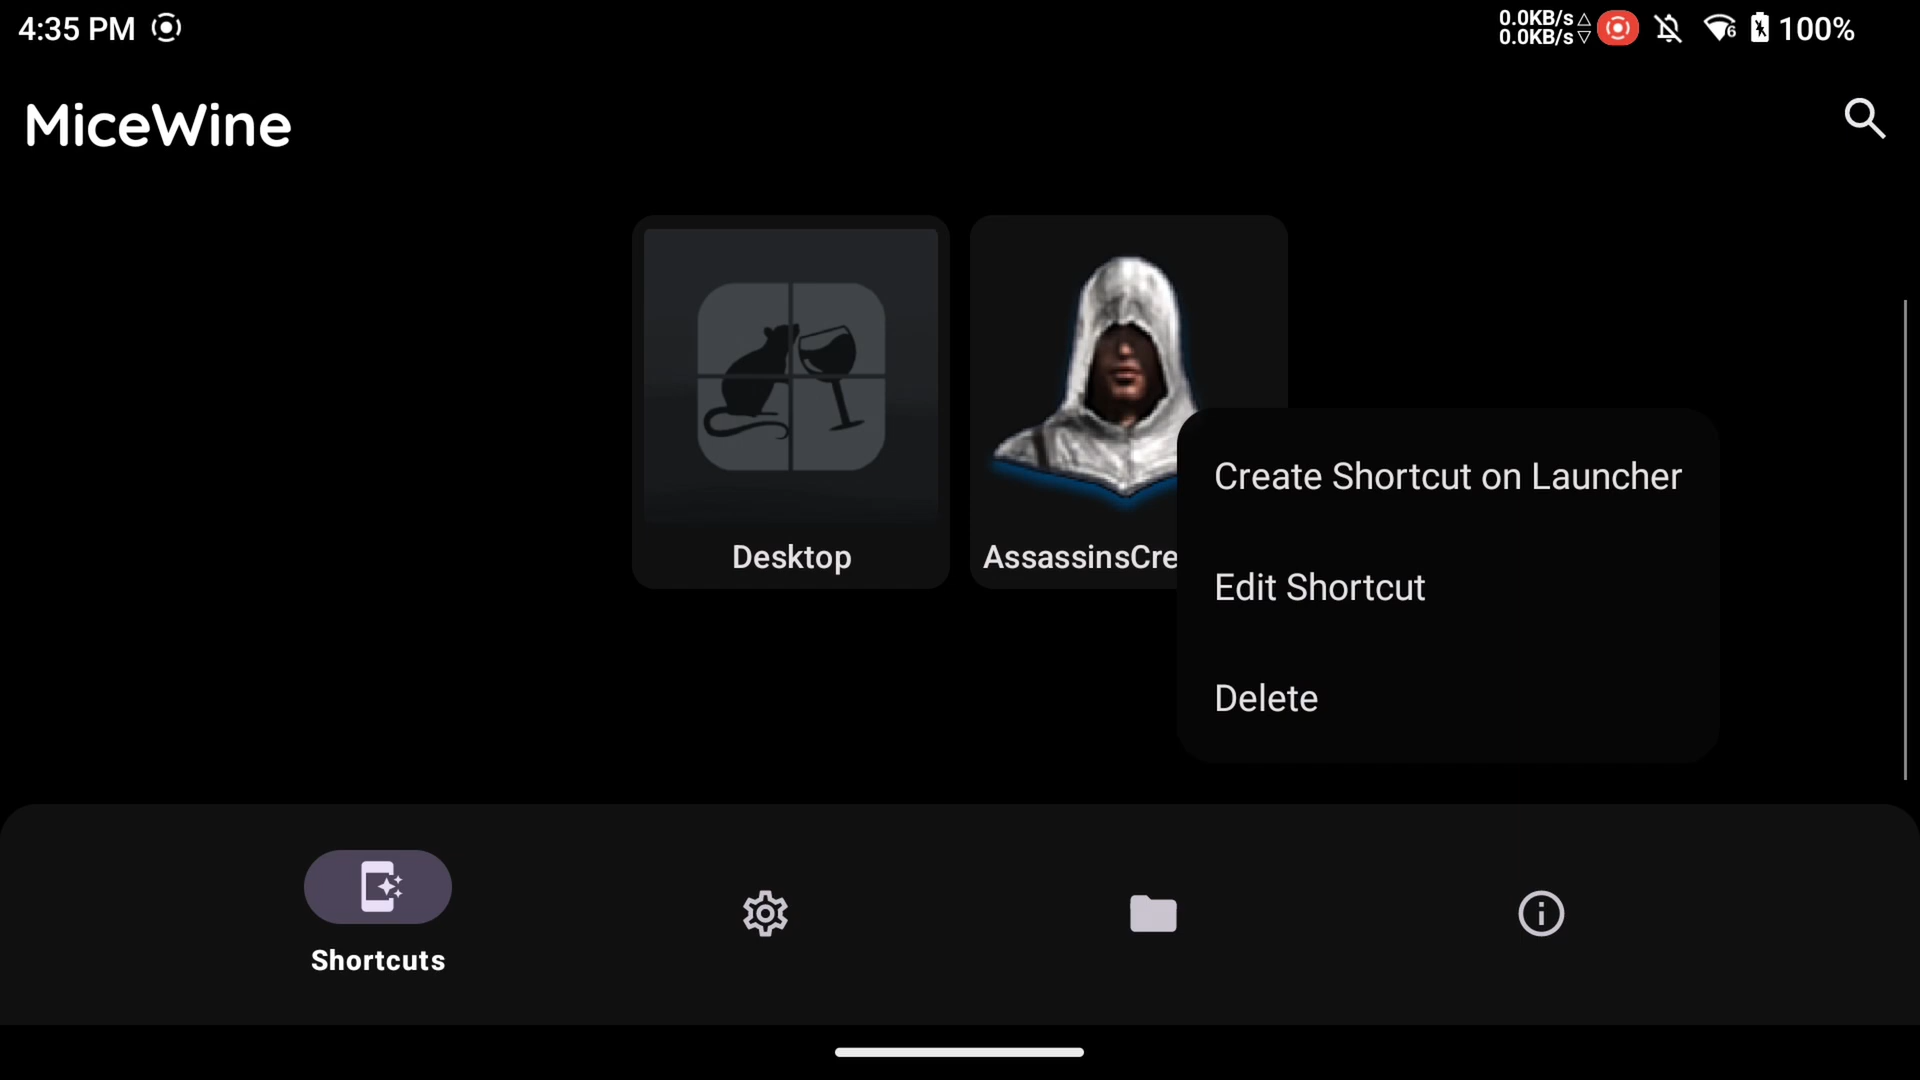 4:35 PM
0.0KB/s △
0.0KB/s ▽
6
100%
MiceWine
Desktop
AssassinsCre
Create Shortcut on Launcher
Edit Shortcut
Delete
Shortcuts